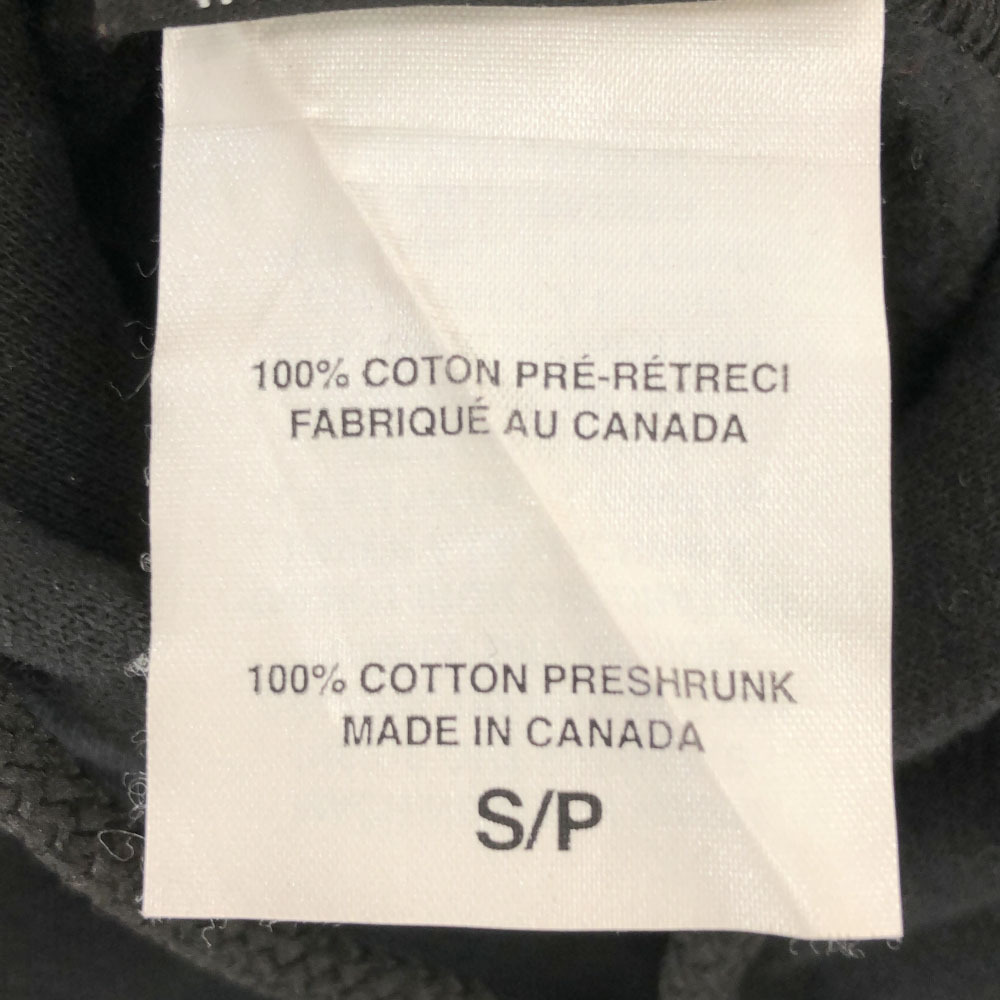 100% COTON PRÉ-RÉTRECI
FABRIQUÉ AU CANADA
100% COTTON PRESHRUNK
MADE IN CANADA
S/P